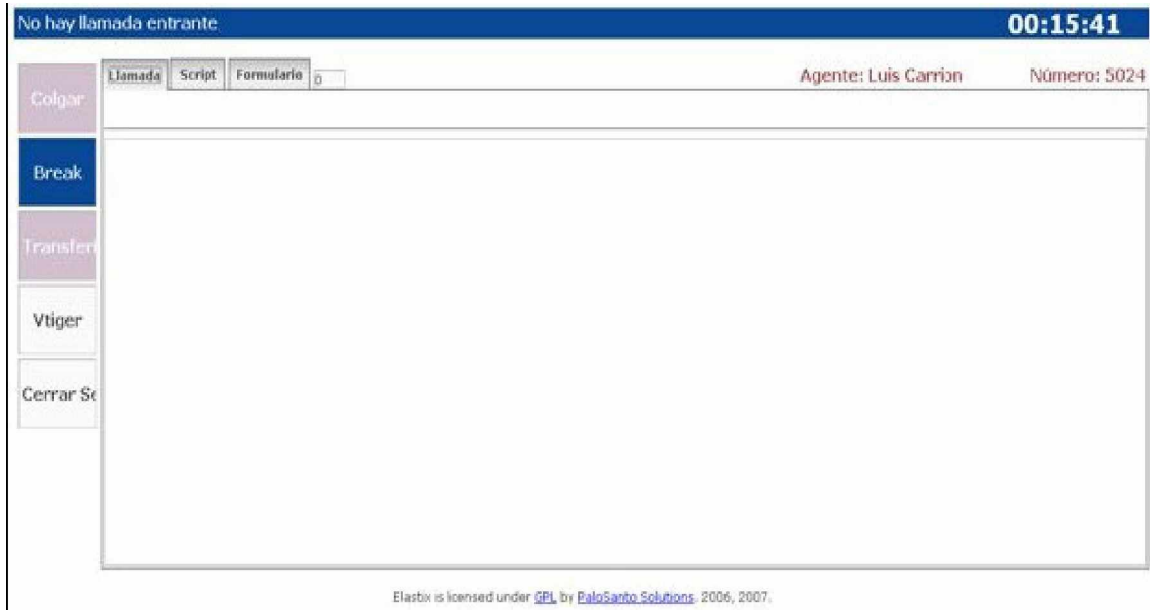 No hay llamada entrante 00:15:41
Llamada Script Formulario 0 Agente: Luis Carrion Número: 5024
Colgar
Break
Transferi
Vtiger
Cerrar Se
Elastix is licensed under GPL by PaloSanto Solutions. 2006, 2007.